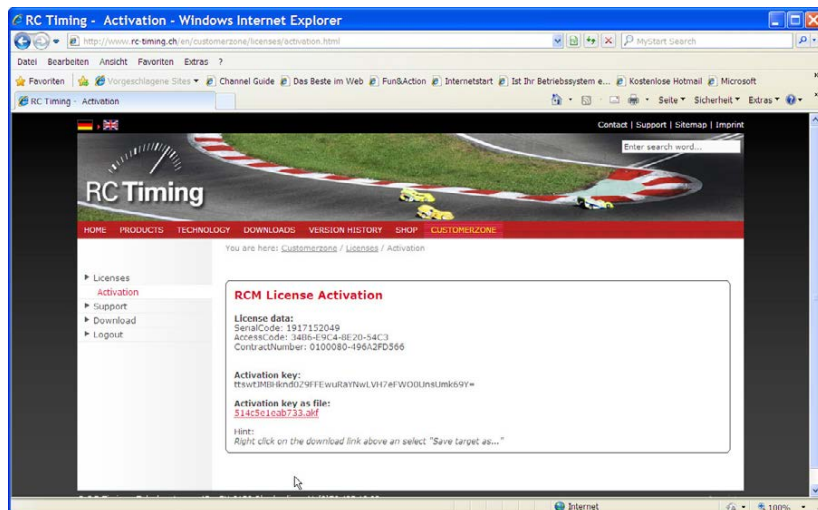 RC Timing - Activation - Windows Internet Explorer
http://www.rc-timing.ch/en/customerzone/licenses/activation.html
MyStart Search
Datei Bearbeiten Ansicht Favoriten Extras ?
Favoriten Vorgeschlagene Sites Channel Guide Das Beste im Web Fun&Action Internetstart Ist Ihr Betriebssystem e... Kostenlose Hotmail Microsoft
RC Timing - Activation
Seite Sicherheit Extras
Contact | Support | Sitemap | Imprint
Enter search word...
RC Timing
HOME PRODUCTS TECHNOLOGY DOWNLOADS VERSION HISTORY SHOP CUSTOMERZONE
You are here: Customerzone / Licenses / Activation
Licenses
Activation
Support
Download
Logout
RCM License Activation
License data:
SerialCode: 1917152049
AccessCode: 3486-E9C4-8E20-54C3
ContractNumber: 0100080-496A2FD566
Activation key:
Activation key as file:
514c5e1eab733.akf
Hint:
Right click on the download link above an select "Save target as..."
Internet
100%